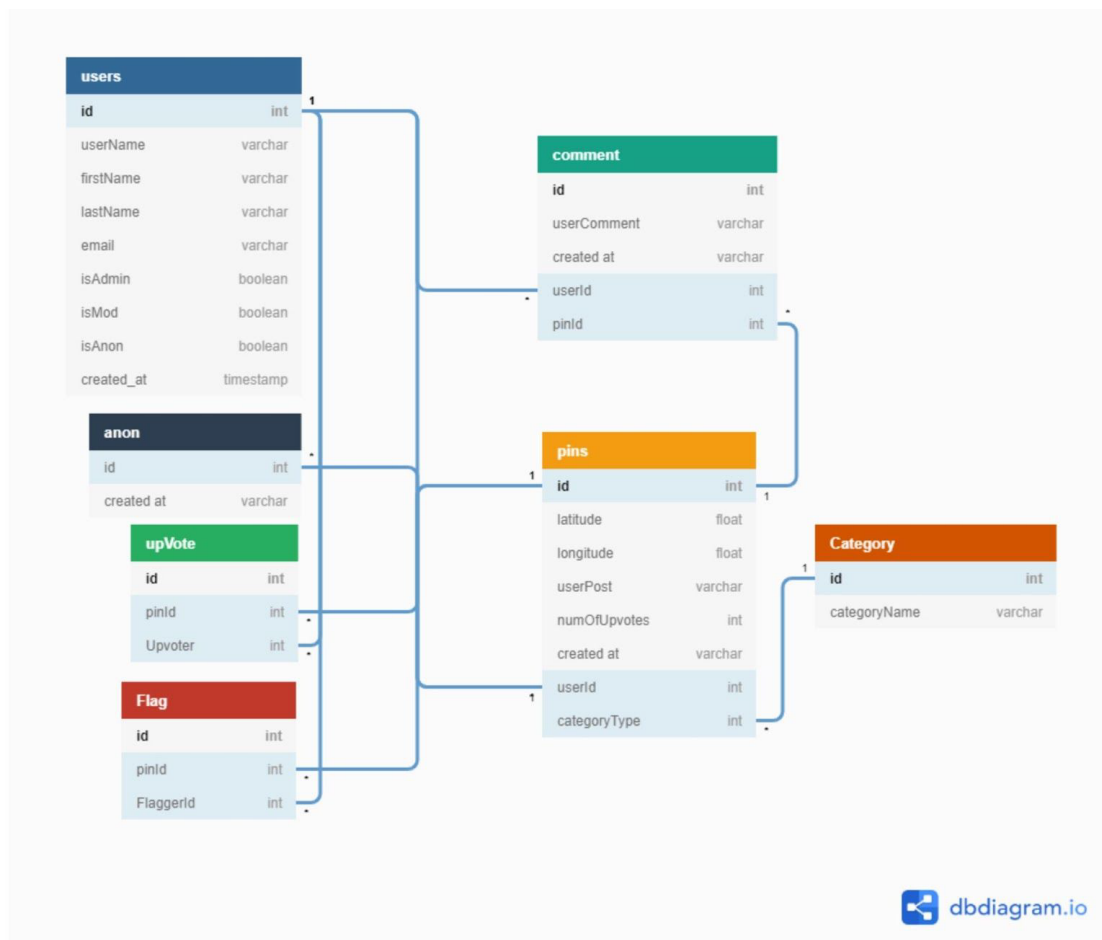 users
id int
userName varchar
firstName varchar
lastName varchar
email varchar
isAdmin boolean
isMod boolean
isAnon boolean
created_at timestamp
anon
id int
created at varchar
upVote
id int
pinId int
Upvoter int
Flag
id int
pinId int
FlaggerId int
comment
id int
userComment varchar
created at varchar
userId int
pinId int
pins
id int
latitude float
longitude float
userPost varchar
numOfUpvotes int
created at varchar
userId int
categoryType int
Category
id int
categoryName varchar
1
*
*
*
*
*
*
*
1
1
1
1
*
dbdiagram.io